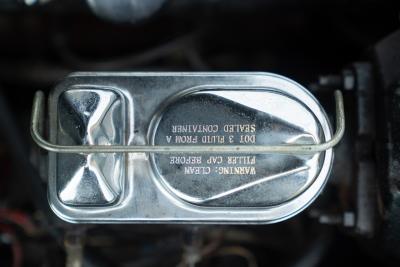 WARNING: CLEAN
FILLER CAP BEFORE
DOT 3 FLUID FROM A
SEALED CONTAINER